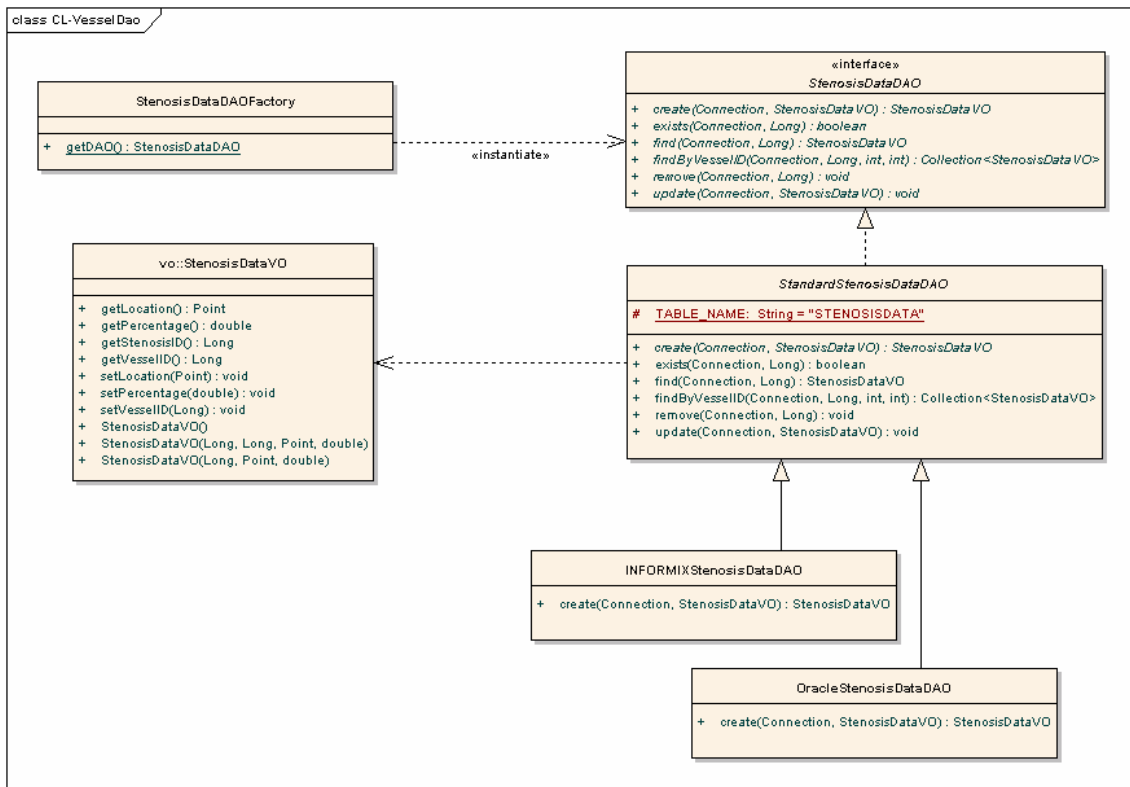 class CL-VesselDao
StenosisDataDAOFactory
+ getDAO() : StenosisDataDAO
«instantiate»
«interface»
StenosisDataDAO
+ create(Connection, StenosisDataVO) : StenosisDataVO
+ exists(Connection, Long) : boolean
+ find(Connection, Long) : StenosisDataVO
+ findByVesselID(Connection, Long, int, int) : Collection<StenosisDataVO>
+ remove(Connection, Long) : void
+ update(Connection, StenosisDataVO) : void
vo::StenosisDataVO
+ getLocation() : Point
+ getPercentage() : double
+ getStenosisID() : Long
+ getVesselID() : Long
+ setLocation(Point) : void
+ setPercentage(double) : void
+ setVesselID(Long) : void
+ StenosisDataVO()
+ StenosisDataVO(Long, Long, Point, double)
+ StenosisDataVO(Long, Point, double)
StandardStenosisDataDAO
# TABLE_NAME: String = "STENOSISDATA"
+ create(Connection, StenosisDataVO) : StenosisDataVO
+ exists(Connection, Long) : boolean
+ find(Connection, Long) : StenosisDataVO
+ findByVesselID(Connection, Long, int, int) : Collection<StenosisDataVO>
+ remove(Connection, Long) : void
+ update(Connection, StenosisDataVO) : void
INFORMIXStenosisDataDAO
+ create(Connection, StenosisDataVO) : StenosisDataVO
OracleStenosisDataDAO
+ create(Connection, StenosisDataVO) : StenosisDataVO